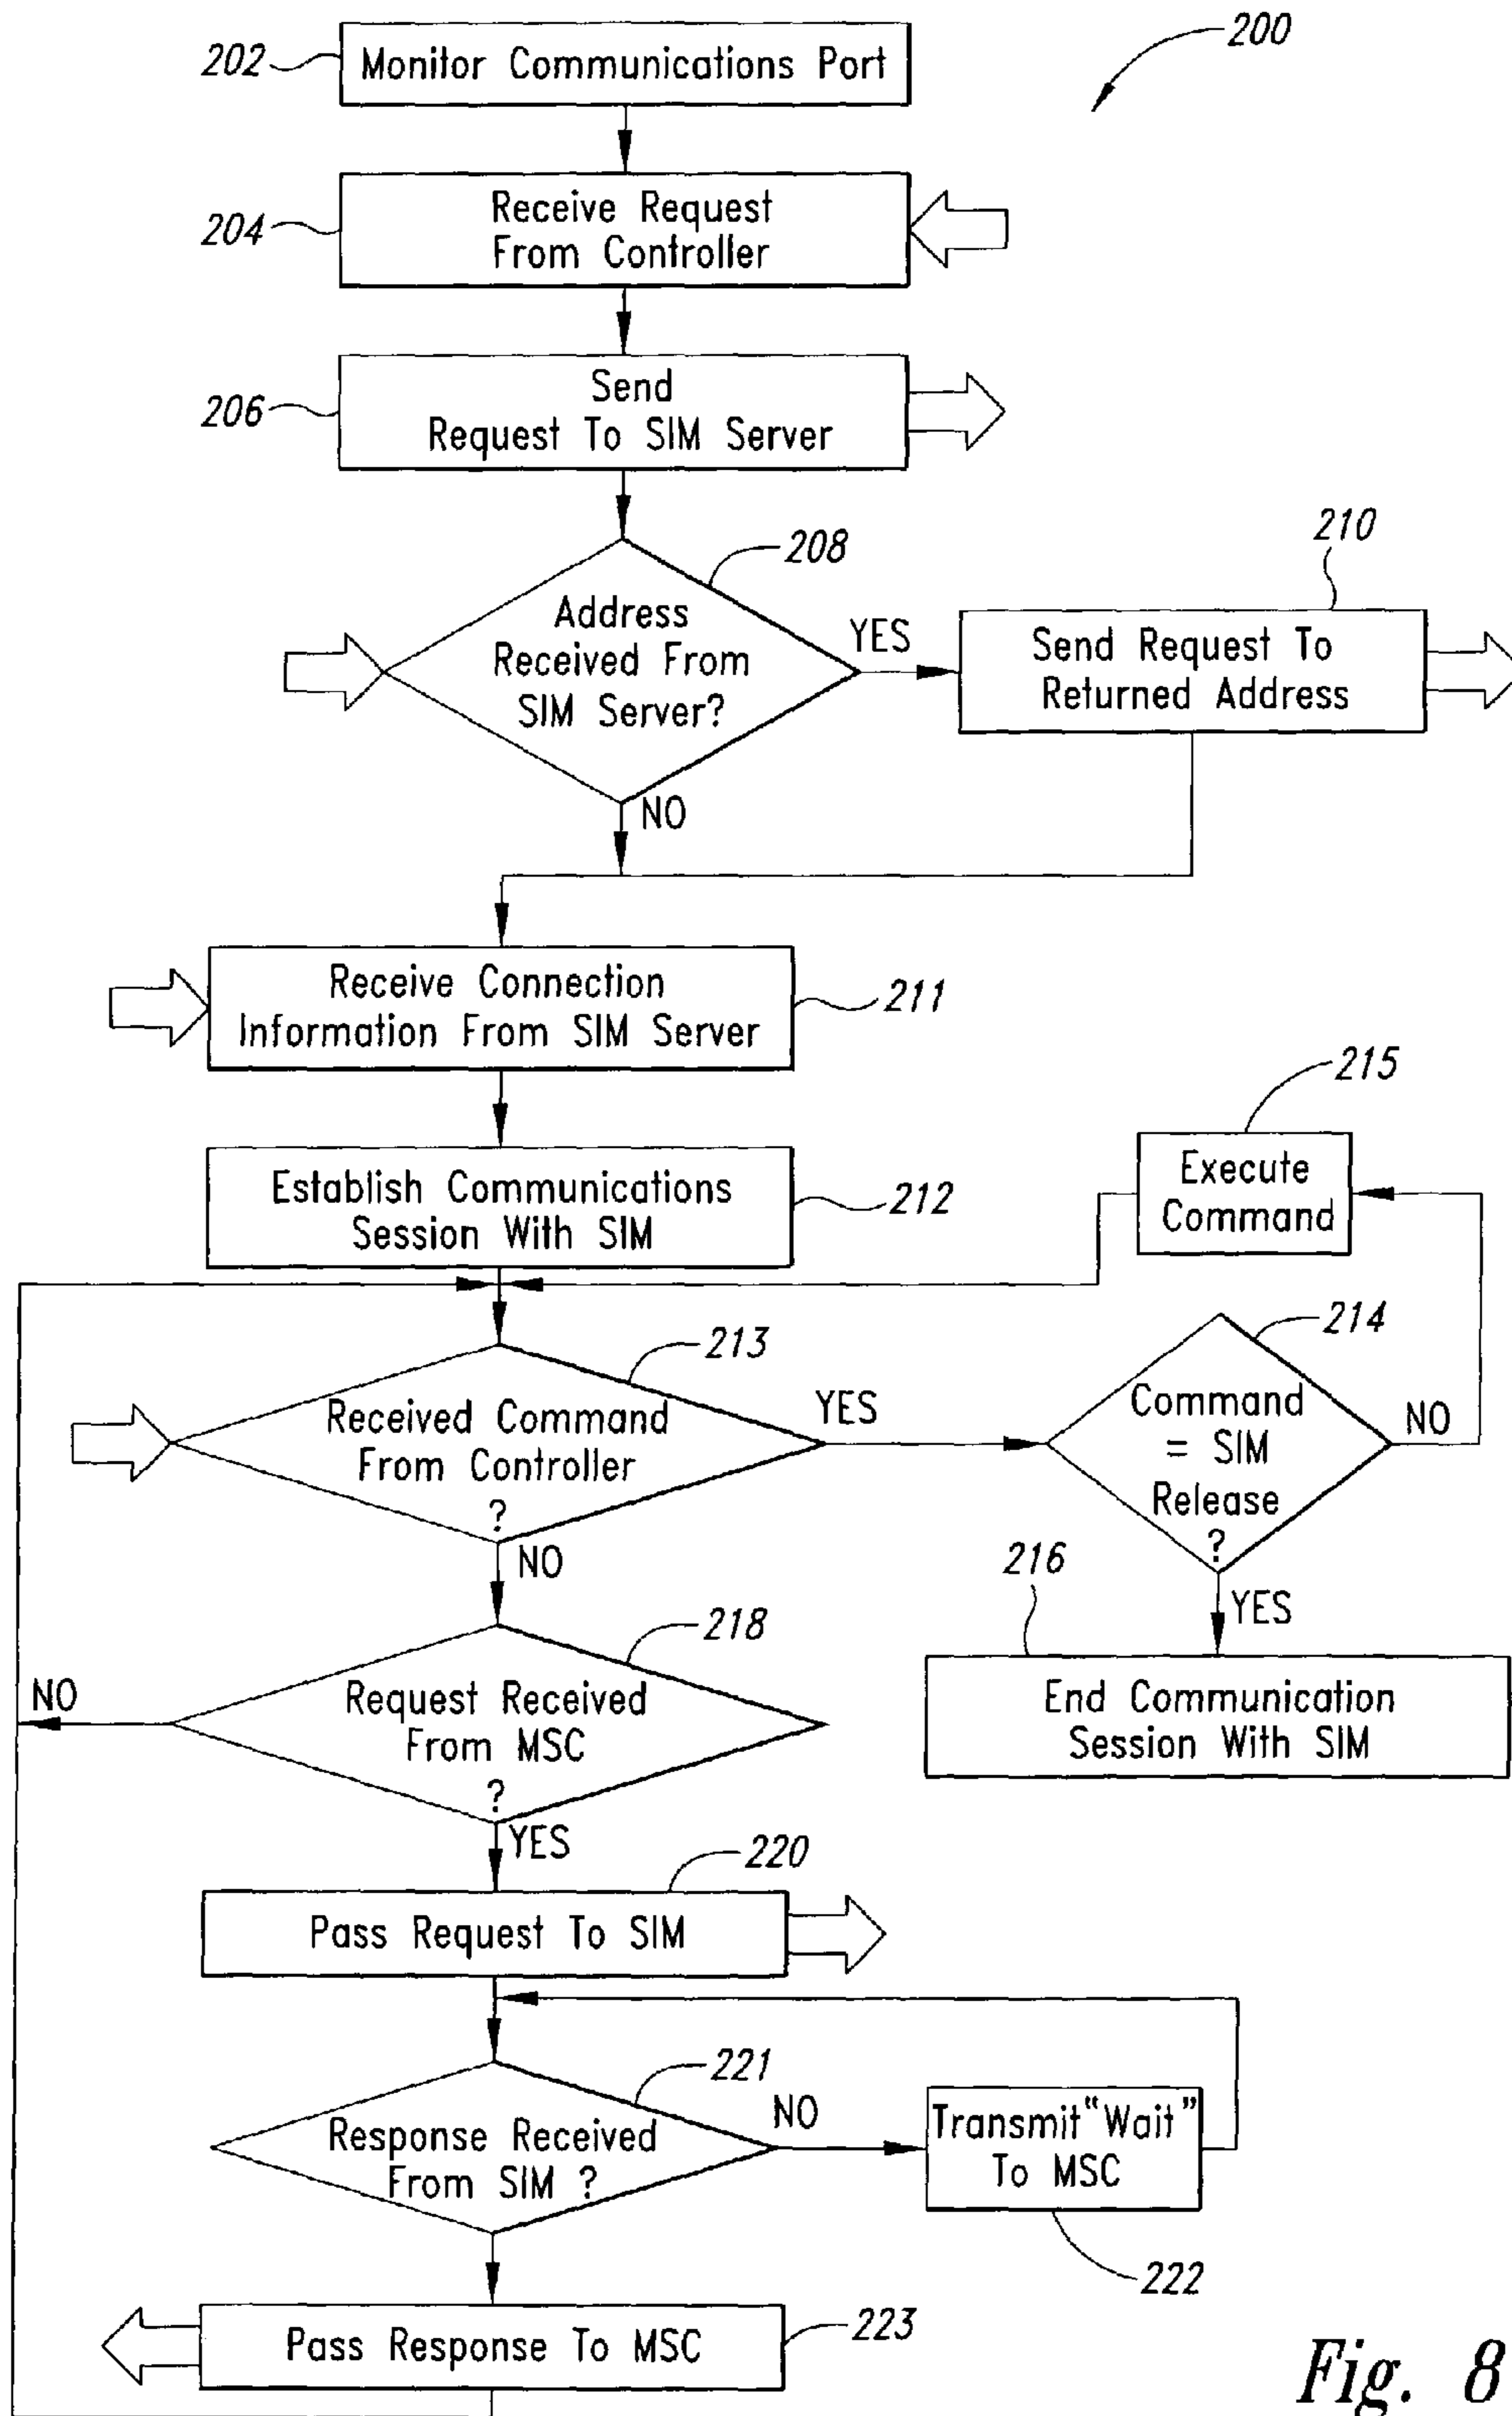 200
202
Monitor Communications Port
204
Receive Request
From Controller
206
Send
Request To SIM Server
208
Address
Received From
SIM Server?
YES
NO
210
Send Request To
Returned Address
Receive Connection
Information From SIM Server
211
Establish Communications
Session With SIM
212
215
Execute
Command
213
Received Command
From Controller
?
YES
NO
214
Command
= SIM
Release
?
NO
YES
216
End Communication
Session With SIM
218
Request Received
From MSC
?
NO
YES
220
Pass Request To SIM
221
Response Received
From SIM ?
NO
Transmit "Wait"
To MSC
222
Pass Response To MSC
223
Fig. 8